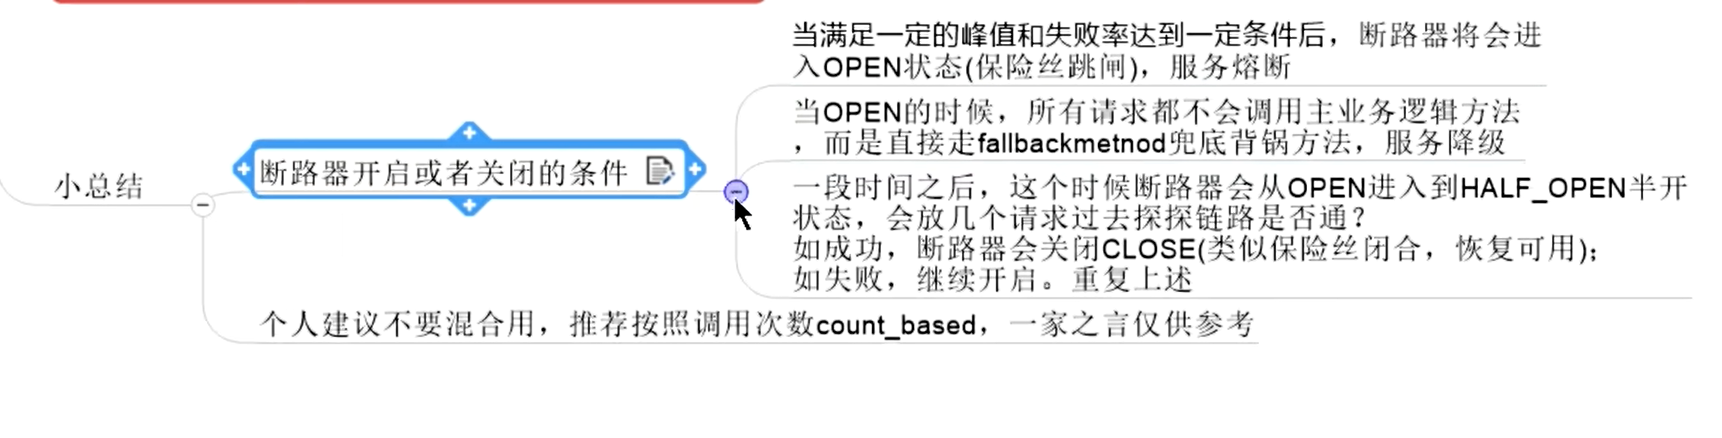 小总结
断路器开启或者关闭的条件
当满足一定的峰值和失败率达到一定条件后，断路器将会进
入OPEN状态(保险丝跳闸)，服务熔断
当OPEN的时候，所有请求都不会调用主业务逻辑方法
，而是直接走fallbackmetnod兜底背锅方法，服务降级
一段时间之后，这个时候断路器会从OPEN进入到HALF_OPEN半开
状态，会放几个请求过去探探链路是否通？
如成功，断路器会关闭CLOSE(类似保险丝闭合，恢复可用)；
如失败，继续开启。重复上述
个人建议不要混合用，推荐按照调用次数count_based，一家之言仅供参考